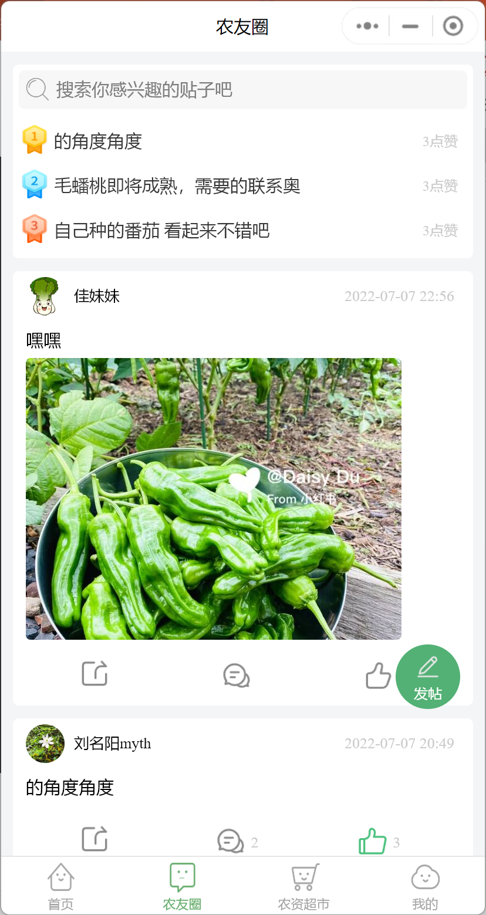 农友圈
搜索你感兴趣的贴子吧
1 的角度角度 3点赞
2 毛蟠桃即将成熟，需要的联系奥 3点赞
3 自己种的番茄 看起来不错吧 3点赞
佳妹妹 2022-07-07 22:56
嘿嘿
@Daisy Du
From 小红书
发帖
刘名阳myth 2022-07-07 20:49
的角度角度
2 3
首页 农友圈 农资超市 我的